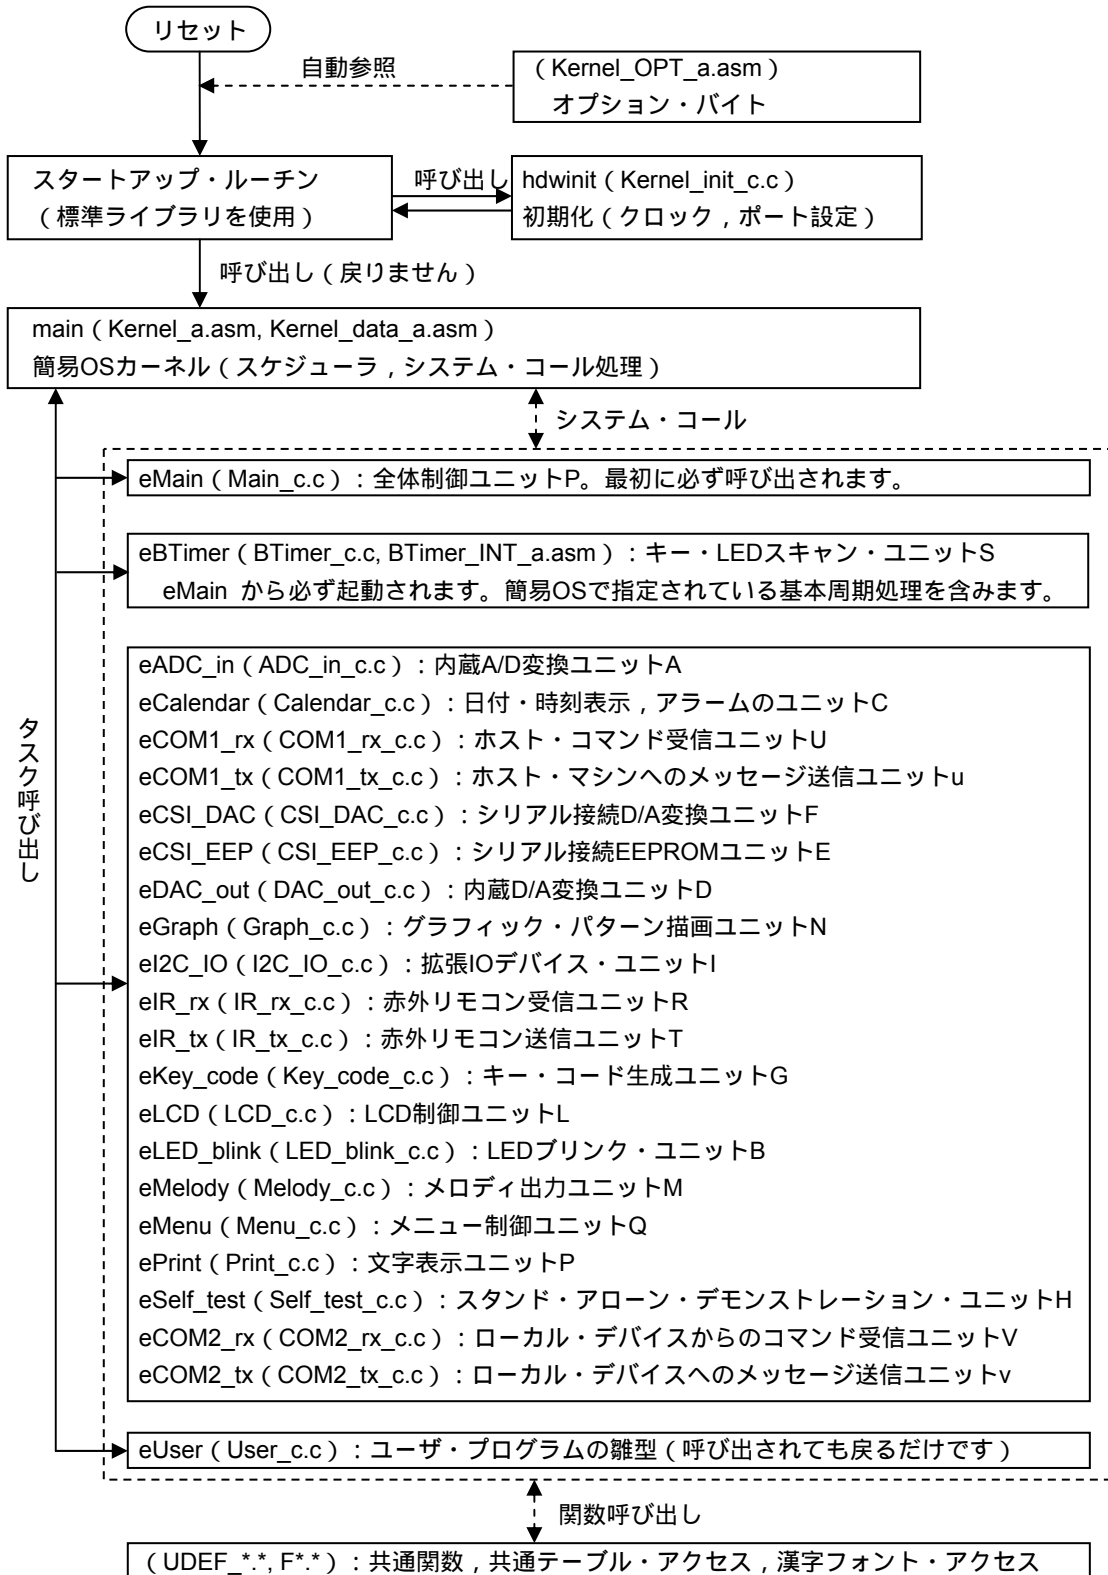 リセット
自動参照
（Kernel_OPT_a.asm）
オプション・バイト
スタートアップ・ルーチン
（標準ライブラリを使用）
呼び出し
hdwinit（Kernel_init_c.c）
初期化（クロック，ポート設定）
呼び出し（戻りません）
main（Kernel_a.asm, Kernel_data_a.asm）
簡易OSカーネル（スケジューラ，システム・コール処理）
システム・コール
タスク呼び出し
eMain（Main_c.c）：全体制御ユニットP。最初に必ず呼び出されます。
eBTimer（BTimer_c.c, BTimer_INT_a.asm）：キー・LEDスキャン・ユニットS
eMain から必ず起動されます。簡易OSで指定されている基本周期処理を含みます。
eADC_in（ADC_in_c.c）：内蔵A/D変換ユニットA
eCalendar（Calendar_c.c）：日付・時刻表示，アラームのユニットC
eCOM1_rx（COM1_rx_c.c）：ホスト・コマンド受信ユニットU
eCOM1_tx（COM1_tx_c.c）：ホスト・マシンへのメッセージ送信ユニットu
eCSI_DAC（CSI_DAC_c.c）：シリアル接続D/A変換ユニットF
eCSI_EEP（CSI_EEP_c.c）：シリアル接続EEPROMユニットE
eDAC_out（DAC_out_c.c）：内蔵D/A変換ユニットD
eGraph（Graph_c.c）：グラフィック・パターン描画ユニットN
eI2C_IO（I2C_IO_c.c）：拡張IOデバイス・ユニットI
eIR_rx（IR_rx_c.c）：赤外リモコン受信ユニットR
eIR_tx（IR_tx_c.c）：赤外リモコン送信ユニットT
eKey_code（Key_code_c.c）：キー・コード生成ユニットG
eLCD（LCD_c.c）：LCD制御ユニットL
eLED_blink（LED_blink_c.c）：LEDブリンク・ユニットB
eMelody（Melody_c.c）：メロディ出力ユニットM
eMenu（Menu_c.c）：メニュー制御ユニットQ
ePrint（Print_c.c）：文字表示ユニットP
eSelf_test（Self_test_c.c）：スタンド・アローン・デモンストレーション・ユニットH
eCOM2_rx（COM2_rx_c.c）：ローカル・デバイスからのコマンド受信ユニットV
eCOM2_tx（COM2_tx_c.c）：ローカル・デバイスへのメッセージ送信ユニットv
eUser（User_c.c）：ユーザ・プログラムの雛型（呼び出されても戻るだけです）
関数呼び出し
（UDEF_*.*, F*.*）：共通関数，共通テーブル・アクセス，漢字フォント・アクセス